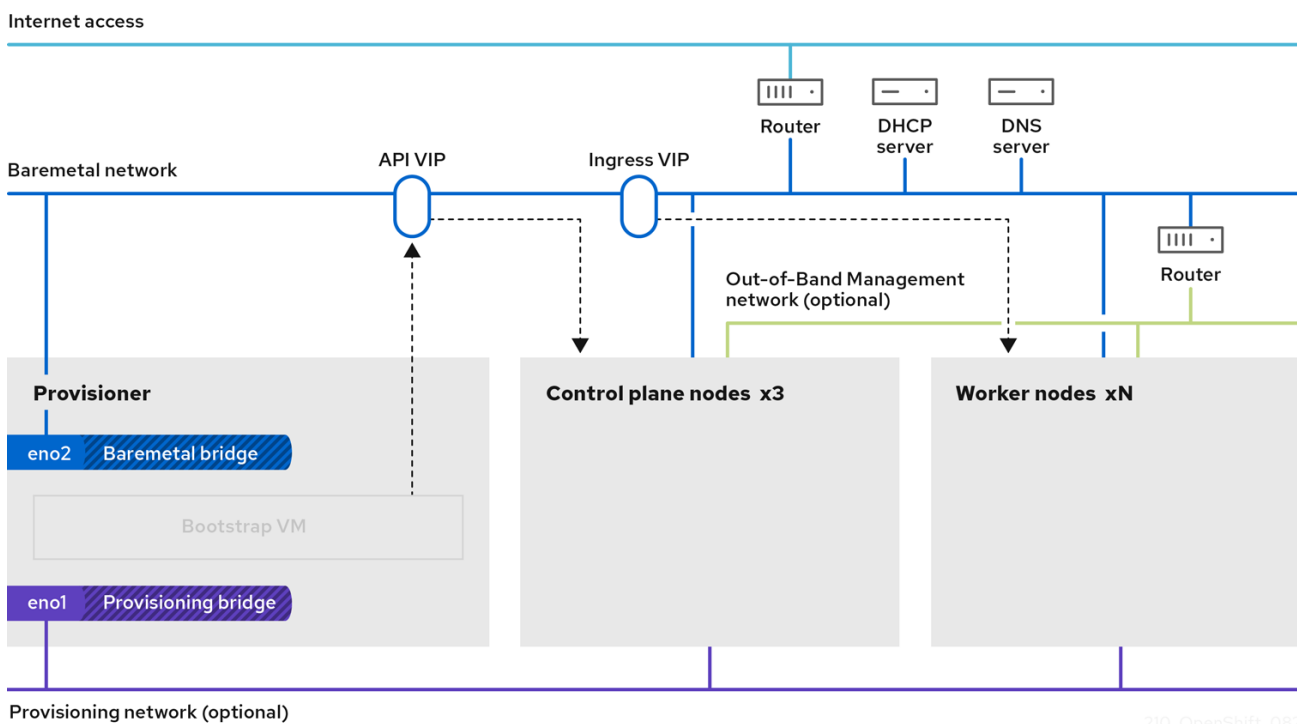 Internet access
Router
DHCP
server
DNS
server
API VIP
Ingress VIP
Baremetal network
Router
Out-of-Band Management
network (optional)
Provisioner
Control plane nodes x3
Worker nodes xN
eno2
Baremetal bridge
Bootstrap VM
eno1
Provisioning bridge
Provisioning network (optional)
210_OpenShift_082